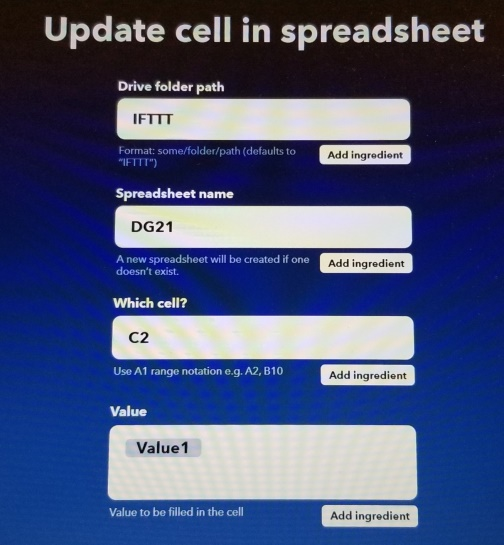 Update cell in spreadsheet
Drive folder path
IFTTT
Format: some/folder/path (defaults to
"IFTTT")
Add ingredient
Spreadsheet name
DG21
A new spreadsheet will be created if one
doesn't exist.
Add ingredient
Which cell?
C2
Use A1 range notation e.g. A2, B10
Add ingredient
Value
Value1
Value to be filled in the cell
Add ingredient